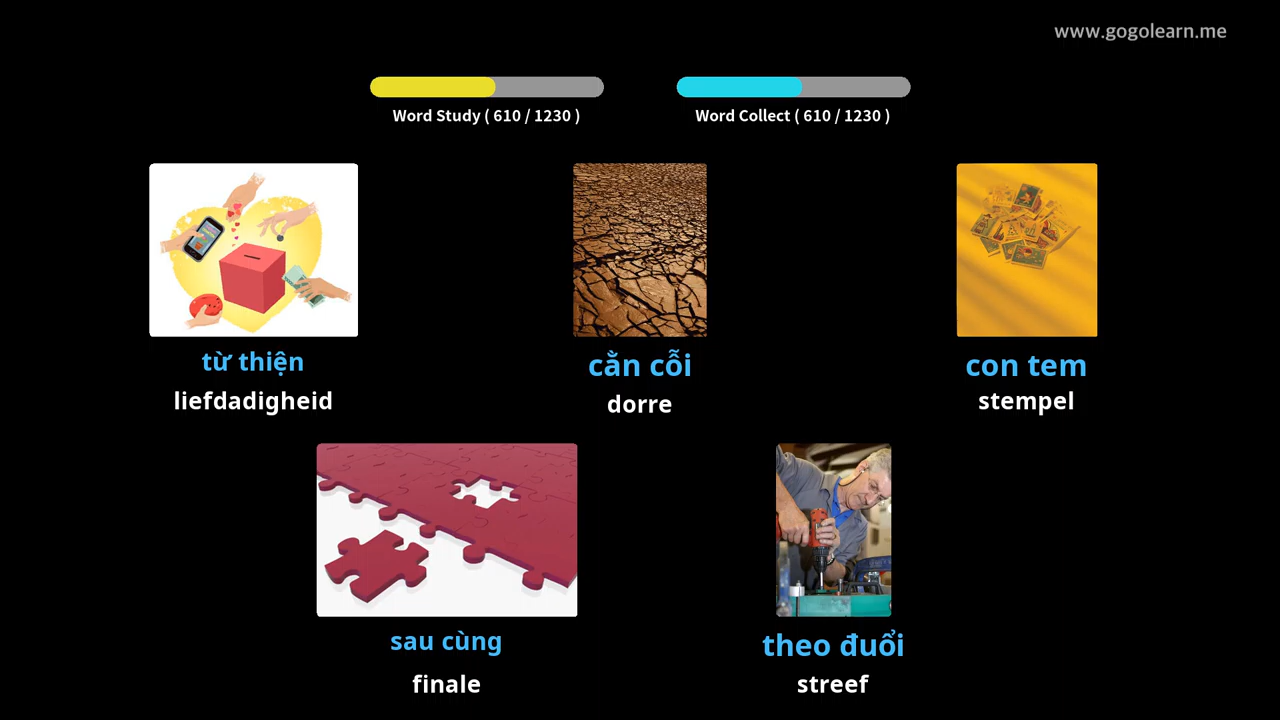 www.gogolearn.me
Word Study ( 610 / 1230 )
Word Collect ( 610 / 1230 )
từ thiện
liefdadigheid
cằn cỗi
dorre
con tem
stempel
sau cùng
finale
theo đuổi
streef